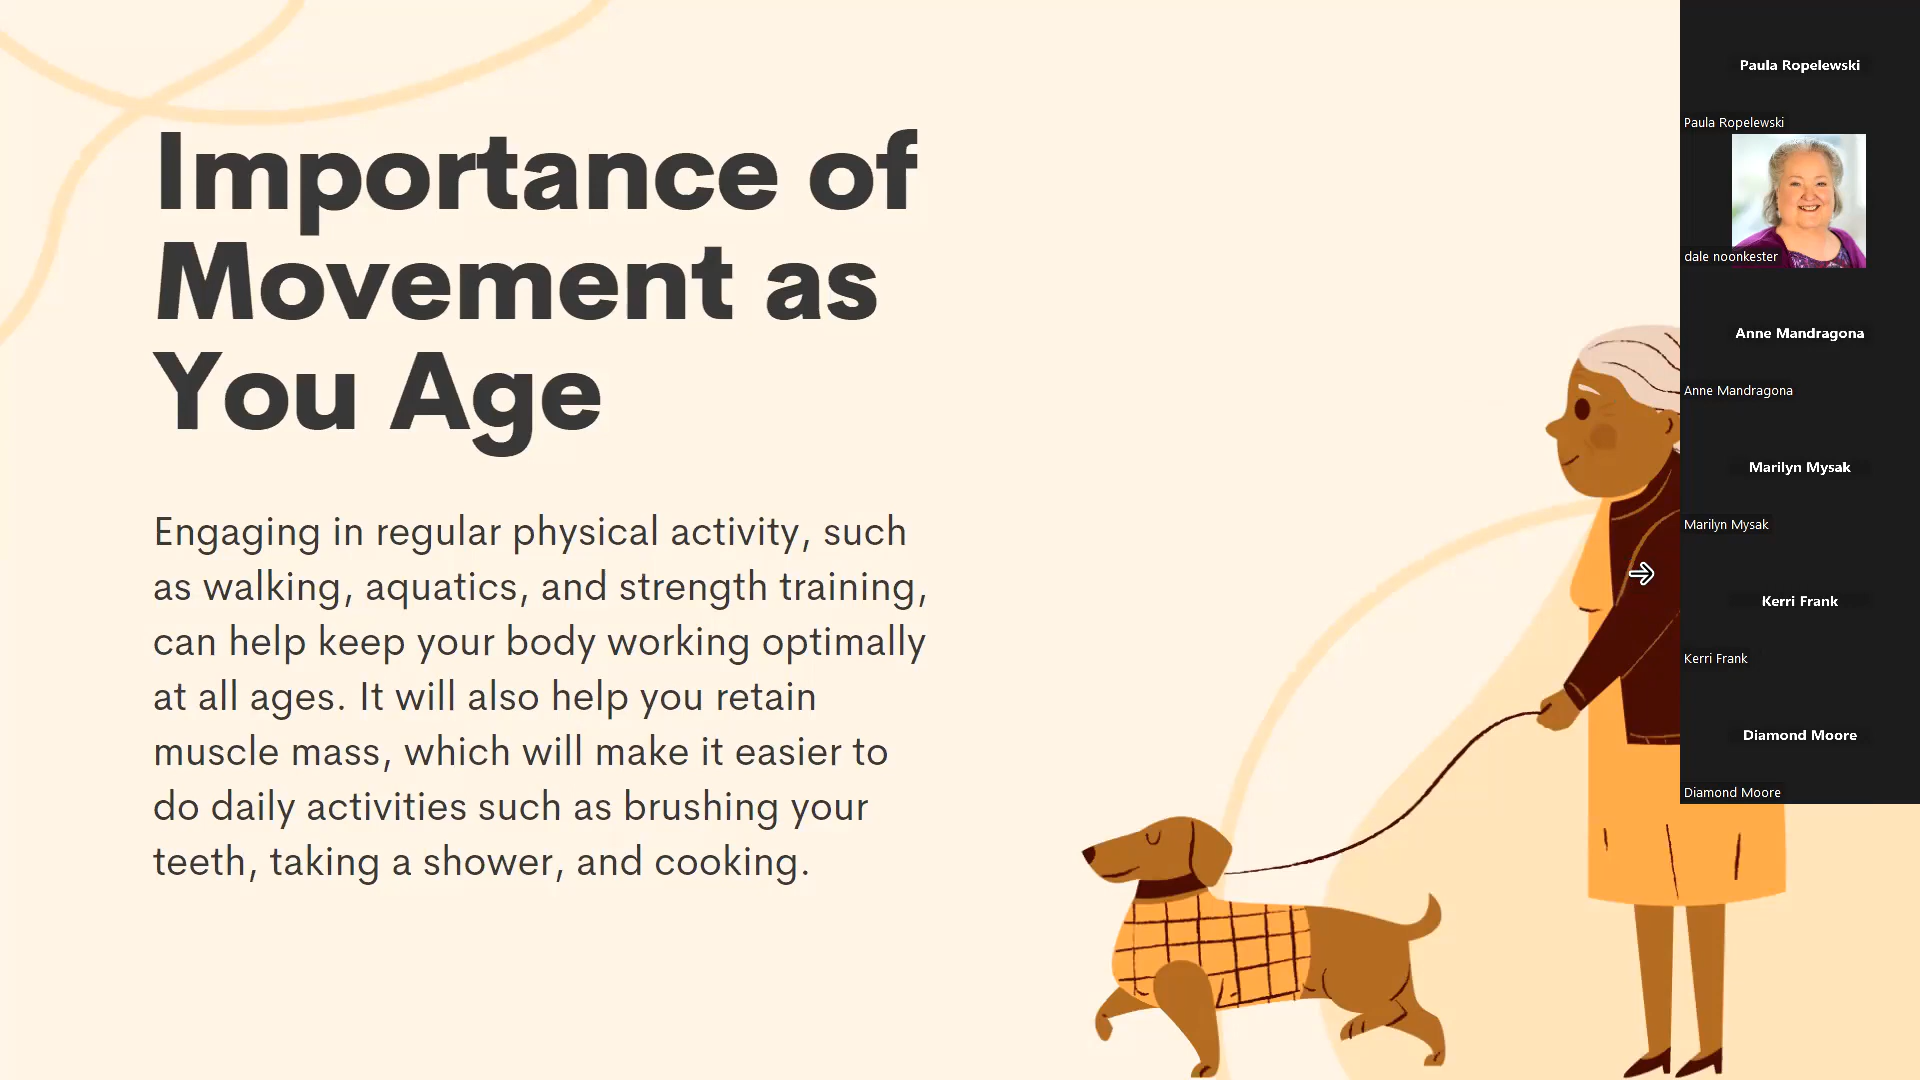 Importance of
Movement as
You Age
Engaging in regular physical activity, such
as walking, aquatics, and strength training,
can help keep your body working optimally
at all ages. It will also help you retain
muscle mass, which will make it easier to
do daily activities such as brushing your
teeth, taking a shower, and cooking.
Paula Ropelewski
Paula Ropelewski
dale noonkester
Anne Mandragona
Anne Mandragona
Marilyn Mysak
Marilyn Mysak
Kerri Frank
Kerri Frank
Diamond Moore
Diamond Moore